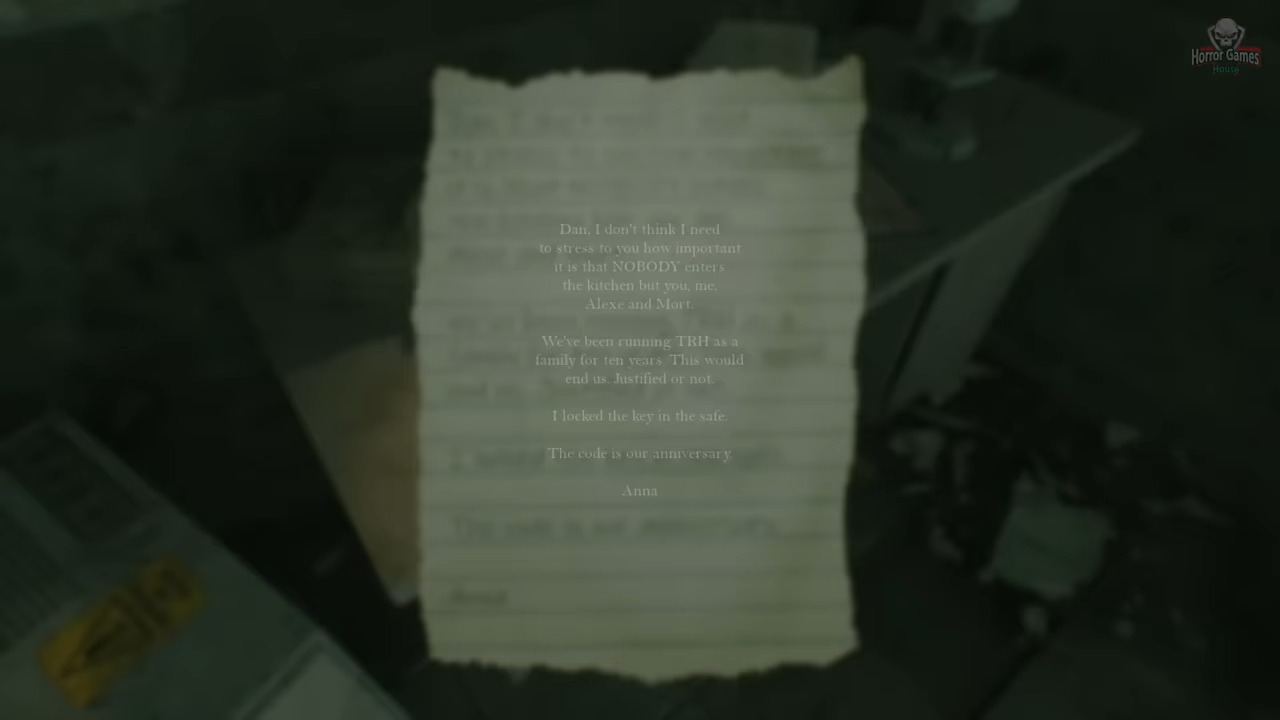 Horror Games
House
Dan, I don't think I need
to stress to you how important
it is that NOBODY enters
the kitchen but you, me,
Alexe and Mort.
We've been running TRH as a
family for ten years. This would
end us. Justified or not.
I locked the key in the safe.
The code is our anniversary.
Anna